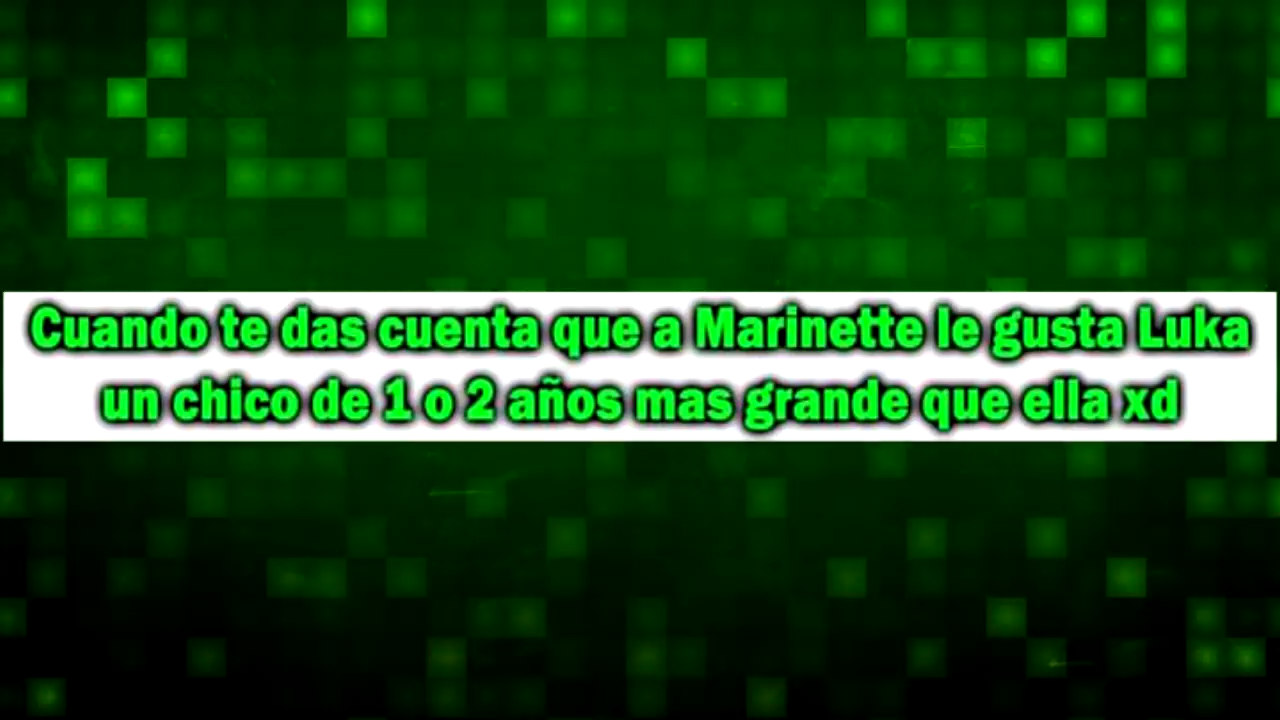 Cuando te das cuenta que a Marinette le gusta Luka
un chico de 1 o 2 años mas grande que ella xd